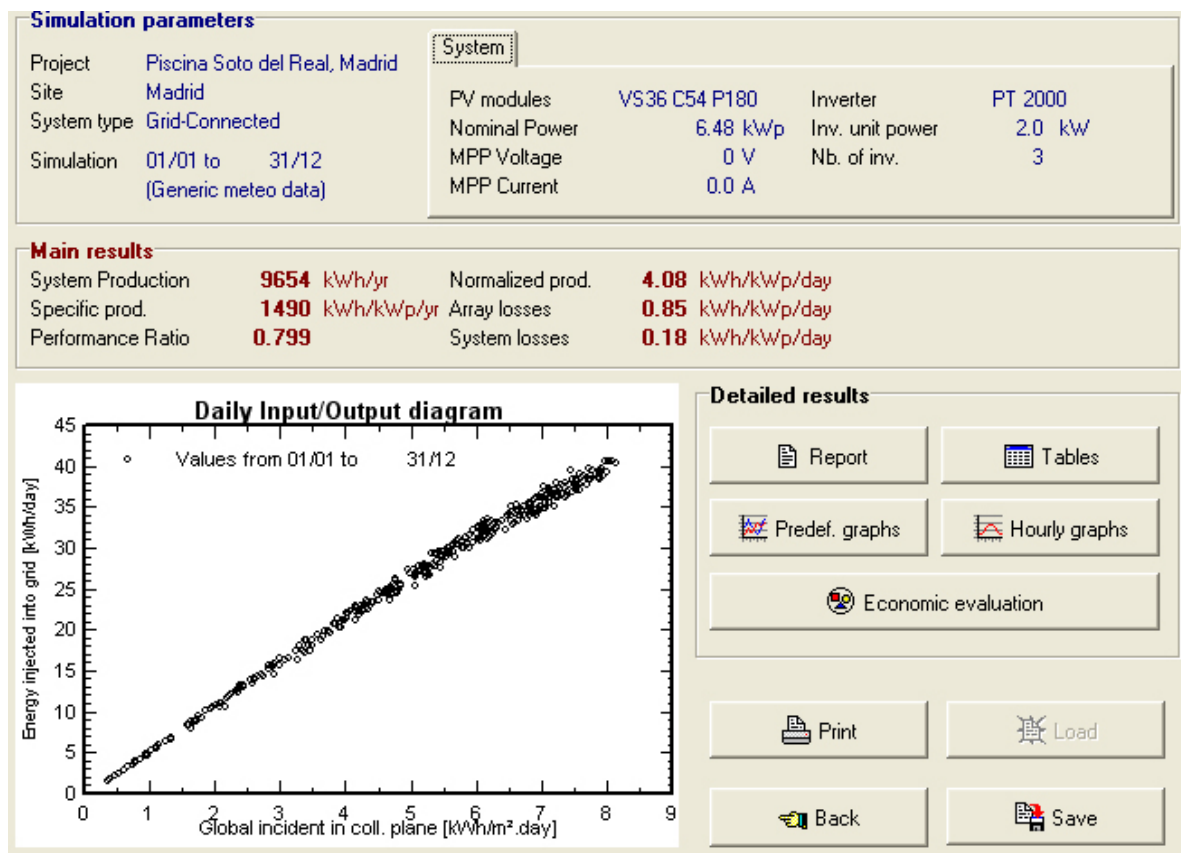 Simulation parameters
Project Piscina Soto del Real, Madrid
Site Madrid
System type Grid-Connected
Simulation 01/01 to 31/12
(Generic meteo data)
System
PV modules VS36 C54 P180 Inverter PT 2000
Nominal Power 6.48 kWp Inv. unit power 2.0 kW
MPP Voltage 0 V Nb. of inv. 3
MPP Current 0.0 A
Main results
System Production 9654 kWh/yr Normalized prod. 4.08 kWh/kWp/day
Specific prod. 1490 kWh/kWp/yr Array losses 0.85 kWh/kWp/day
Performance Ratio 0.799 System losses 0.18 kWh/kWp/day
Daily Input/Output diagram
Values from 01/01 to 31/12
Energy injected into grid [kWh/day]
45
40
35
30
25
20
15
10
5
0
0 1 2 3 4 5 6 7 8 9
Global incident in coll. plane [kWh/m².day]
Detailed results
Report Tables
Predef. graphs Hourly graphs
Economic evaluation
Print Load
Back Save